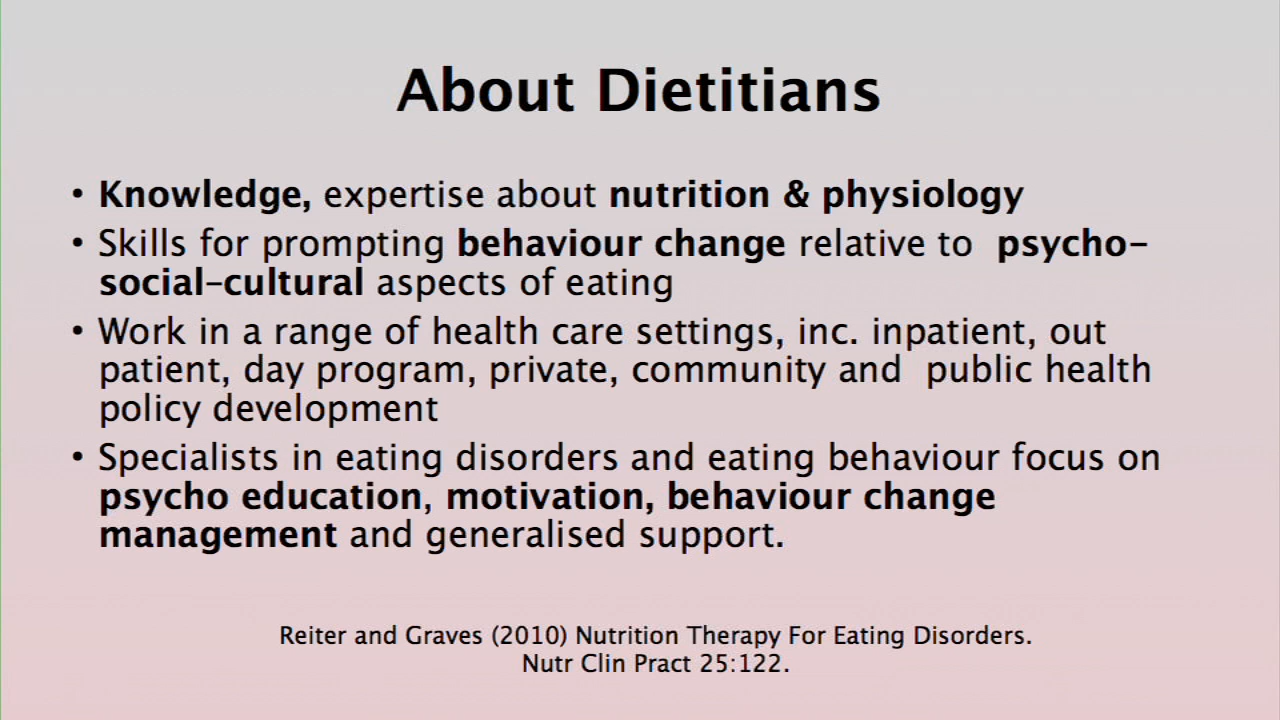 About Dietitians
• Knowledge, expertise about nutrition & physiology
• Skills for prompting behaviour change relative to psycho-
social-cultural aspects of eating
• Work in a range of health care settings, inc. inpatient, out
patient, day program, private, community and public health
policy development
• Specialists in eating disorders and eating behaviour focus on
psycho education, motivation, behaviour change
management and generalised support.
Reiter and Graves (2010) Nutrition Therapy For Eating Disorders.
Nutr Clin Pract 25:122.